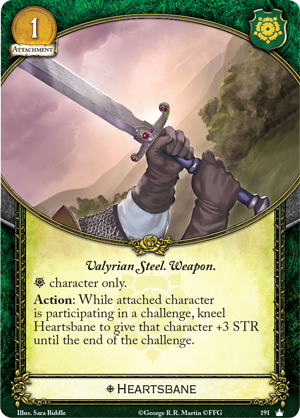 1
ATTACHMENT
Valyrian Steel. Weapon.
character only.
Action: While attached character
is participating in a challenge, kneel
Heartsbane to give that character +3 STR
until the end of the challenge.
HEARTSBANE
Illus. Sara Biddle ©George R.R. Martin ©FFG 191